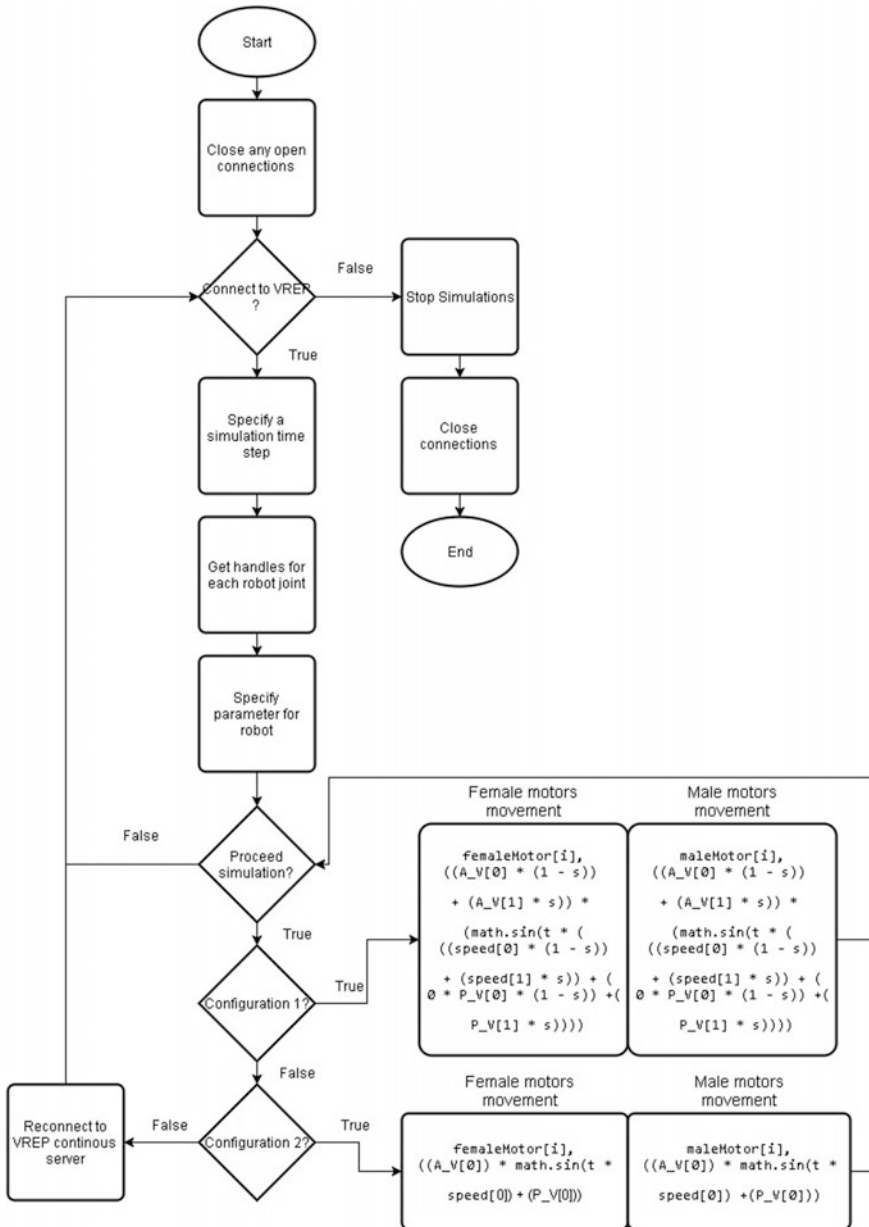 Start
Close any open
connections
Connect to VREP
?
False
Stop Simulations
True
Specify a
simulation time
step
Close
connections
Get handles for
each robot joint
End
Specify
parameter for
robot
False
Proceed
simulation?
True
Female motors
movement
femaleMotor[i],
((A_V[0] * (1 - s))
+ (A_V[1] * s)) *
(math.sin(t * (
((speed[0] * (1 - s))
+ (speed[1] * s)) + (
0 * P_V[0] * (1 - s)) +(
P_V[1] * s))))
Male motors
movement
maleMotor[i],
((A_V[0] * (1 - s))
+ (A_V[1] * s)) *
(math.sin(t * (
((speed[0] * (1 - s))
+ (speed[1] * s)) + (
0 * P_V[0] * (1 - s)) +(
P_V[1] * s))))
Configuration 1?
True
False
Reconnect to
VREP continous
server
False
Configuration 2?
True
Female motors
movement
femaleMotor[i],
((A_V[0]) * math.sin(t *
speed[0]) + (P_V[0]))
Male motors
movement
maleMotor[i],
((A_V[0]) * math.sin(t *
speed[0]) +(P_V[0]))